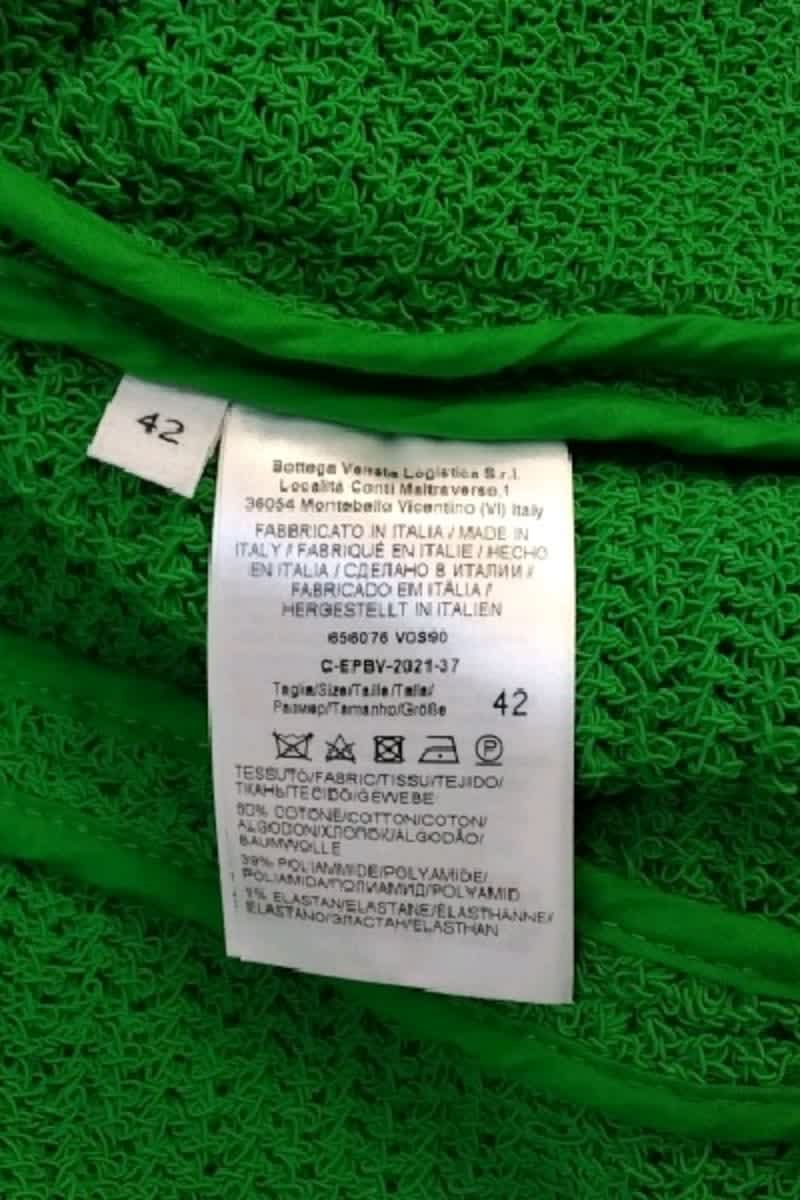 42
Bottega Veneta Logistica S.r.l.
Località Conti Maltraverso,1
36054 Montebello Vicentino (VI) Italy
FABBRICATO IN ITALIA / MADE IN
ITALY / FABRIQUÉ EN ITALIE / HECHO
EN ITALIA / СДЕЛАНО В ИТАЛИИ /
FABRICADO EM ITÁLIA /
HERGESTELLT IN ITALIEN
656076 V0S90
C-EPBV-2021-37
Taglia/Size/Taille/Talla/
Размер/Tamanho/Größe 42
P
TESSUTO/FABRIC/TISSU/TEJIDO/
ТКАНЬ/TECIDO/GEWEBE
60% COTONE/COTTON/COTON/
ALGODON/ХЛОПОК/ALGODÃO/
BAUMWOLLE
39% POLIAMMIDE/POLYAMIDE/
POLIAMIDA/ПОЛИАМИД/POLYAMID
1% ELASTAN/ELASTANE/ÉLASTHANNE/
ELASTANO/ЭЛАСТАН/ELASTHAN